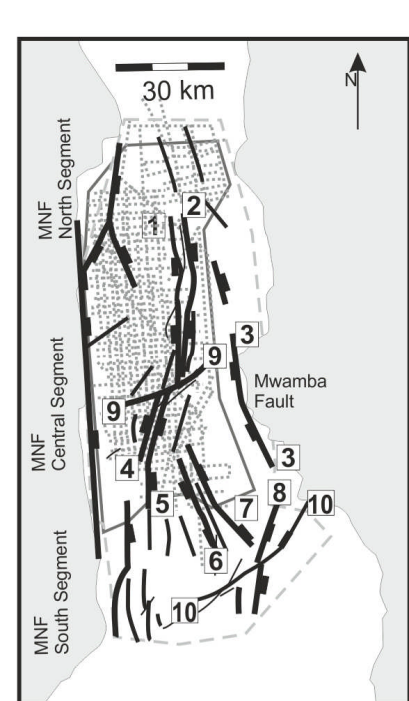 30 km
N
MNF
North Segment
1
2
3
9
Mwamba
Fault
9
MNF
Central Segment
4
3
8
10
5
7
6
10
MNF
South Segment